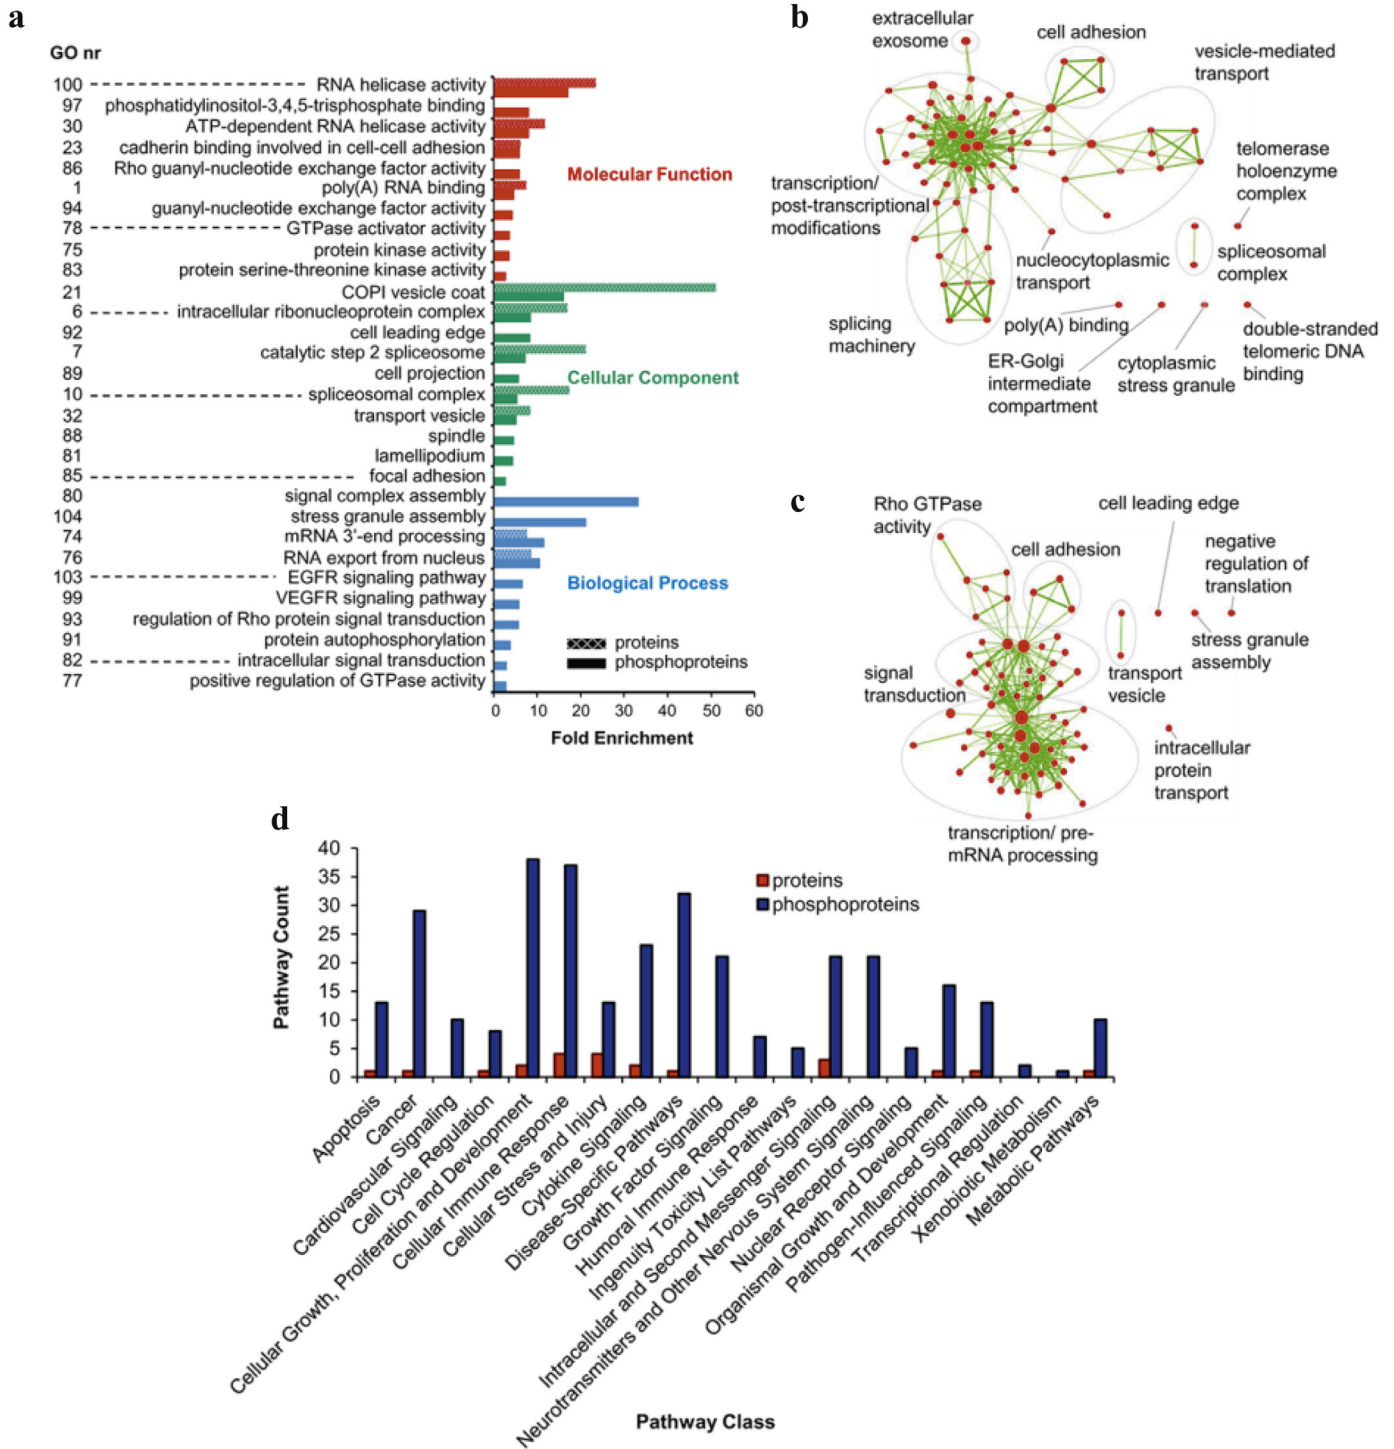 a
GO nr
100 RNA helicase activity
97 phosphatidylinositol-3,4,5-trisphosphate binding
30 ATP-dependent RNA helicase activity
23 cadherin binding involved in cell-cell adhesion
86 Rho guanyl-nucleotide exchange factor activity
1 poly(A) RNA binding
94 guanyl-nucleotide exchange factor activity
78 GTPase activator activity
75 protein kinase activity
83 protein serine-threonine kinase activity
21 COPI vesicle coat
6 intracellular ribonucleoprotein complex
92 cell leading edge
7 catalytic step 2 spliceosome
89 cell projection
10 spliceosomal complex
32 transport vesicle
88 spindle
81 lamellipodium
85 focal adhesion
80 signal complex assembly
104 stress granule assembly
74 mRNA 3'-end processing
76 RNA export from nucleus
103 EGFR signaling pathway
99 VEGFR signaling pathway
93 regulation of Rho protein signal transduction
91 protein autophosphorylation
82 intracellular signal transduction
77 positive regulation of GTPase activity
Molecular Function
Cellular Component
Biological Process
proteins
phosphoproteins
0 10 20 30 40 50 60
Fold Enrichment
b
extracellular
exosome
cell adhesion
vesicle-mediated
transport
telomerase
holoenzyme
complex
transcription/
post-transcriptional
modifications
nucleocytoplasmic
transport
spliceosomal
complex
splicing
machinery
poly(A) binding
ER-Golgi
intermediate
compartment
cytoplasmic
stress granule
double-stranded
telomeric DNA
binding
c
Rho GTPase
activity
cell leading edge
cell adhesion
negative
regulation of
translation
signal
transduction
transport
vesicle
stress granule
assembly
intracellular
protein
transport
transcription/ pre-
mRNA processing
d
Pathway Count
40
35
30
25
20
15
10
5
0
proteins
phosphoproteins
Apoptosis
Cancer
Cardiovascular Signaling
Cell Cycle Regulation
Cellular Growth, Proliferation and Development
Cellular Immune Response
Cellular Stress and Injury
Cytokine Signaling
Disease-Specific Pathways
Growth Factor Signaling
Humoral Immune Response
Ingenuity Toxicity List Pathways
Intracellular and Second Messenger Signaling
Neurotransmitters and Other Nervous System Signaling
Nuclear Receptor Signaling
Organismal Growth and Development
Pathogen-Influenced Signaling
Transcriptional Regulation
Xenobiotic Metabolism
Metabolic Pathways
Pathway Class